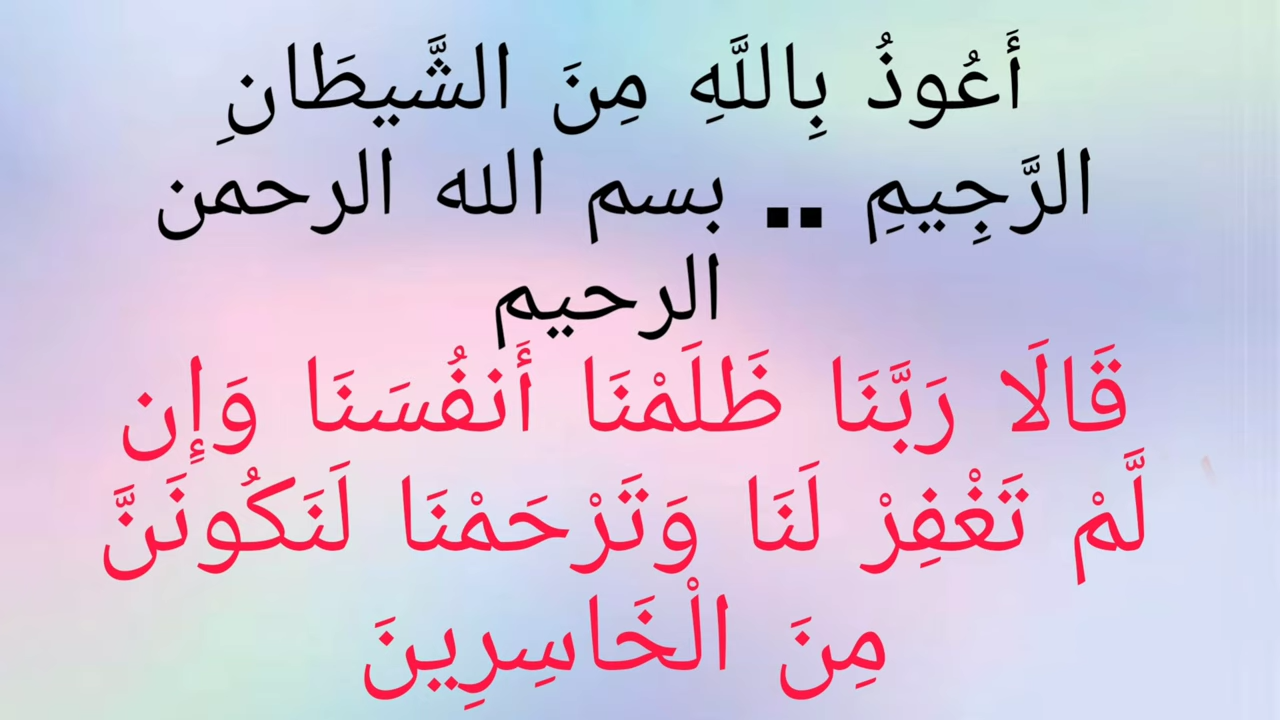 أَعُوذُ بِاللَّهِ مِنَ الشَّيطَانِ
الرَّجِيمِ .. بسم الله الرحمن
الرحيم
قَالَا رَبَّنَا ظَلَمْنَا أَنفُسَنَا وَإِن
لَّمْ تَغْفِرْ لَنَا وَتَرْحَمْنَا لَنَكُونَنَّ
مِنَ الْخَاسِرِينَ